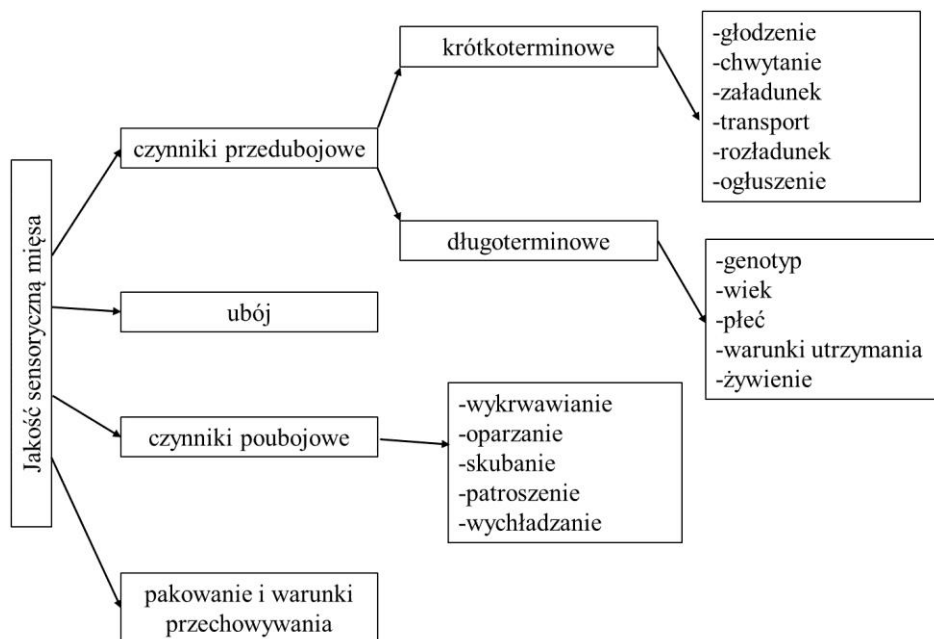 Jakość sensoryczną mięsa
czynniki przedubojowe
krótkoterminowe
-głodzenie
-chwytanie
-załadunek
-transport
-rozładunek
-ogłuszenie
długoterminowe
-genotyp
-wiek
-płeć
-warunki utrzymania
-żywienie
ubój
czynniki poubojowe
-wykrwawianie
-oparzanie
-skubanie
-patroszenie
-wychładzanie
pakowanie i warunki
przechowywania